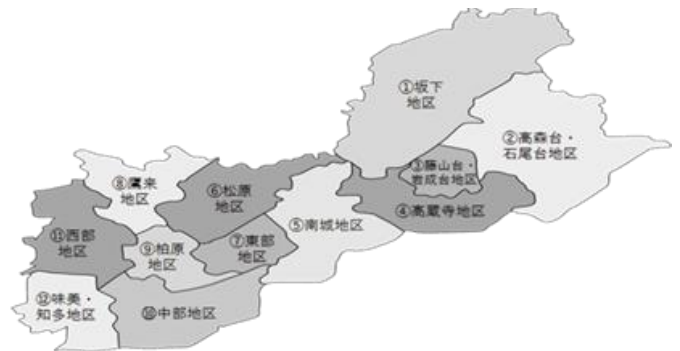 ①坂下
地区
②高森台・
石尾台地区
③藤山台・
岩成台地区
④高蔵寺地区
⑤南城地区
⑥松原
地区
⑦東部
地区
⑧鷹来
地区
⑨柏原
地区
⑩中部地区
⑪西部
地区
⑫味美・
知多地区